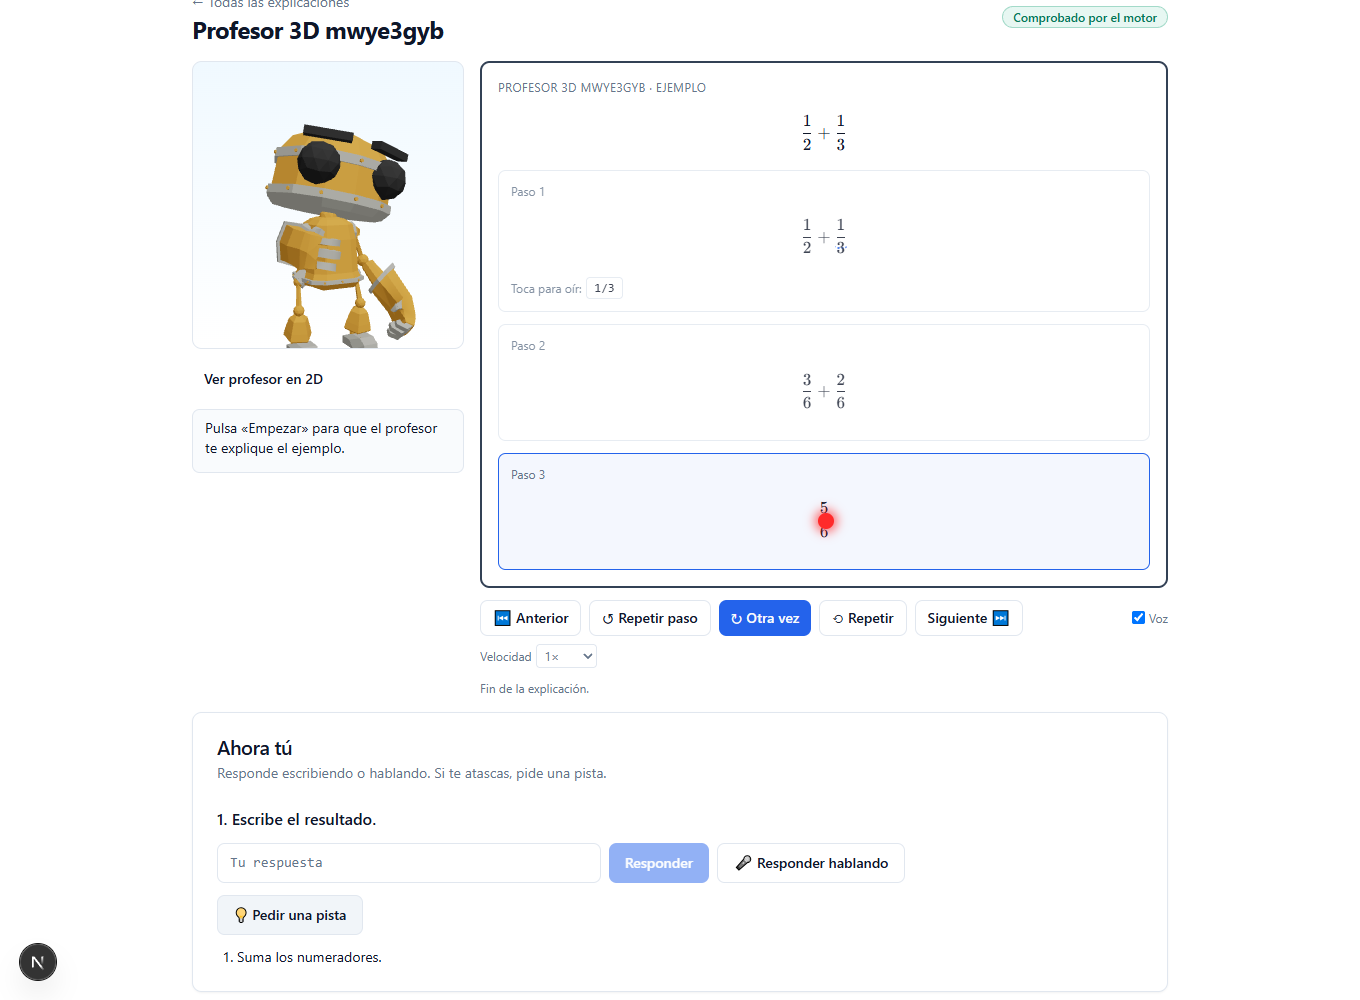 ← Todas las explicaciones
Profesor 3D mwye3gyb
Comprobado por el motor
PROFESOR 3D MWYE3GYB · EJEMPLO
1/2 + 1/3
Paso 1
1/2 + 1/3
Toca para oír: 1/3
Paso 2
3/6 + 2/6
Paso 3
5/6
Ver profesor en 2D
Pulsa «Empezar» para que el profesor
te explique el ejemplo.
⏮ Anterior ↺ Repetir paso ↻ Otra vez ⟲ Repetir Siguiente ⏭ Voz
Velocidad 1×
Fin de la explicación.
Ahora tú
Responde escribiendo o hablando. Si te atascas, pide una pista.
1. Escribe el resultado.
Tu respuesta Responder 🎤 Responder hablando
💡 Pedir una pista
1. Suma los numeradores.
N